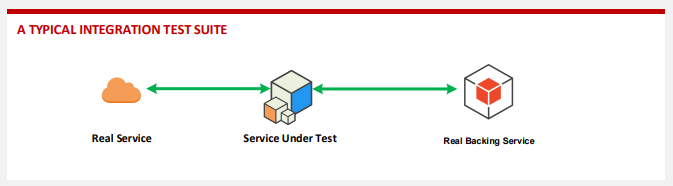 A TYPICAL INTEGRATION TEST SUITE
Real Service
Service Under Test
Real Backing Service